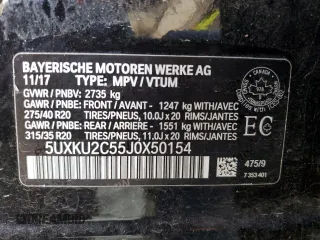 BAYERISCHE MOTOREN WERKE AG
11/17 TYPE: MPV / VTUM
GVW / PNBV: 2735 kg
GAWR / PNBE: FRONT / AVANT - 1247 kg WITH/AVEC
275/40 R20 TIRES/PNEUS, 10.0J x 20 RIMS/JANTES
GAWR / PNBE: REAR / ARRIERE - 1551 kg WITH/AVEC
315/35 R20 TIRES/PNEUS, 11.0J x 20 RIMS/JANTES
EC
5UXKU2C55J0X50154
475/9
7 353 401